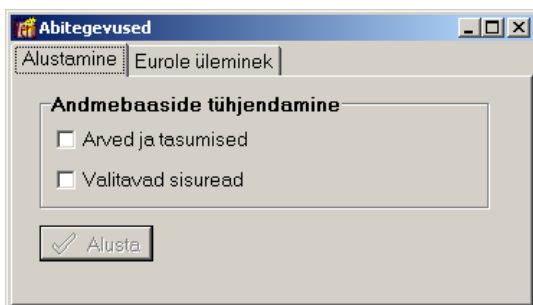 Abitegevused
Alustamine Eurole üleminek
Andmebaaside tühjendamine
Arved ja tasumised
Valitavad sisuread
Alusta